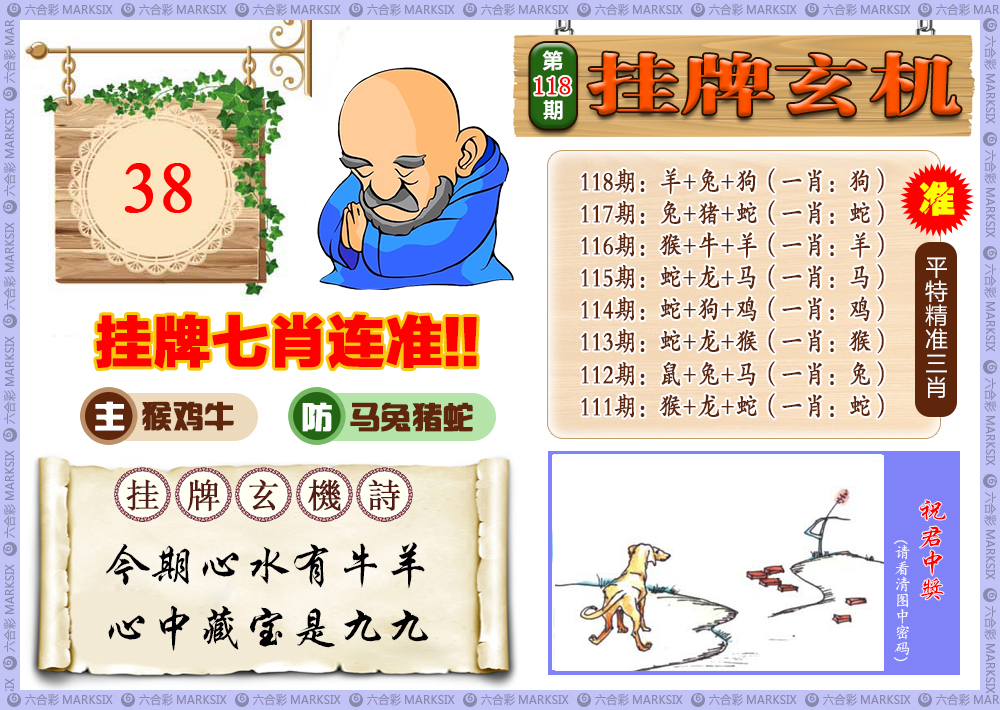 六合彩 MARKSIX
38
挂牌七肖连准!!
主 猴鸡牛
防 马兔猪蛇
挂牌玄機詩
今期心水有牛羊
心中藏宝是九九
第118期
挂牌玄机
118期：羊+兔+狗（一肖：狗）
117期：兔+猪+蛇（一肖：蛇）
116期：猴+牛+羊（一肖：羊）
115期：蛇+龙+马（一肖：马）
114期：蛇+狗+鸡（一肖：鸡）
113期：蛇+龙+猴（一肖：猴）
112期：鼠+兔+马（一肖：兔）
111期：猴+龙+蛇（一肖：蛇）
准
平特精准三肖
祝君中獎
（请看清图中密码）